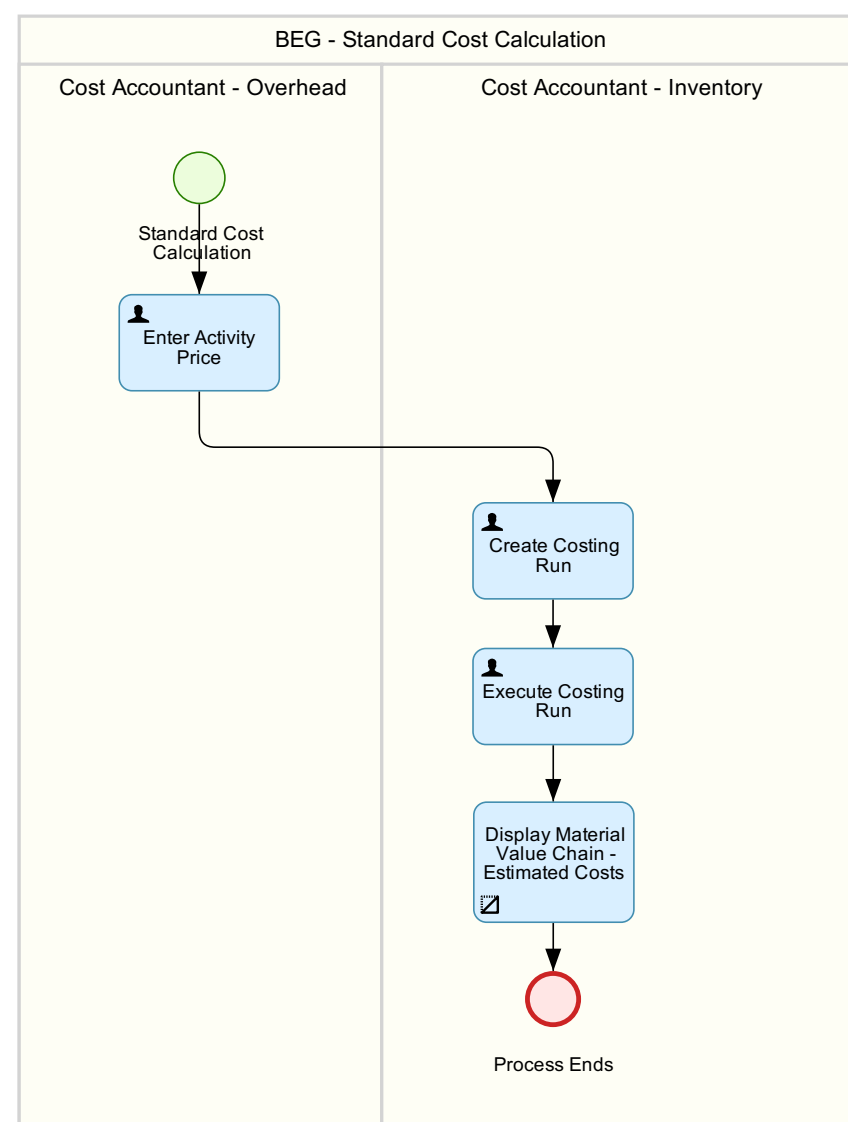 BEG - Standard Cost Calculation
Cost Accountant - Overhead
Cost Accountant - Inventory
Standard Cost
Calculation
Enter Activity
Price
Create Costing
Run
Execute Costing
Run
Display Material
Value Chain -
Estimated Costs
Process Ends